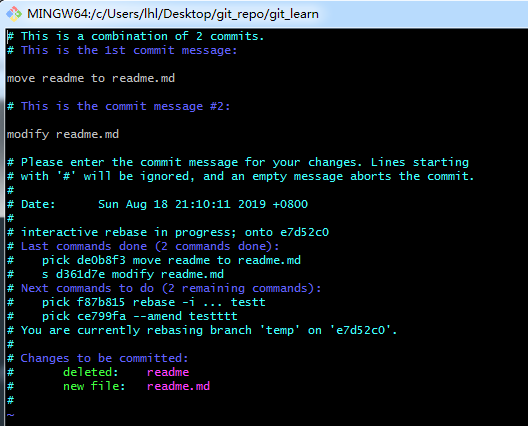 MINGW64:/c/Users/lhl/Desktop/git_repo/git_learn
# This is a combination of 2 commits.
# This is the 1st commit message:
move readme to readme.md
# This is the commit message #2:
modify readme.md
# Please enter the commit message for your changes. Lines starting
# with '#' will be ignored, and an empty message aborts the commit.
#
# Date:      Sun Aug 18 21:10:11 2019 +0800
#
# interactive rebase in progress; onto e7d52c0
# Last commands done (2 commands done):
#    pick de0b8f3 move readme to readme.md
#    s d361d7e modify readme.md
# Next commands to do (2 remaining commands):
#    pick f87b815 rebase -i ... testt
#    pick ce799fa --amend testttt
# You are currently rebasing branch 'temp' on 'e7d52c0'.
#
# Changes to be committed:
#       deleted:    readme
#       new file:   readme.md
#
~